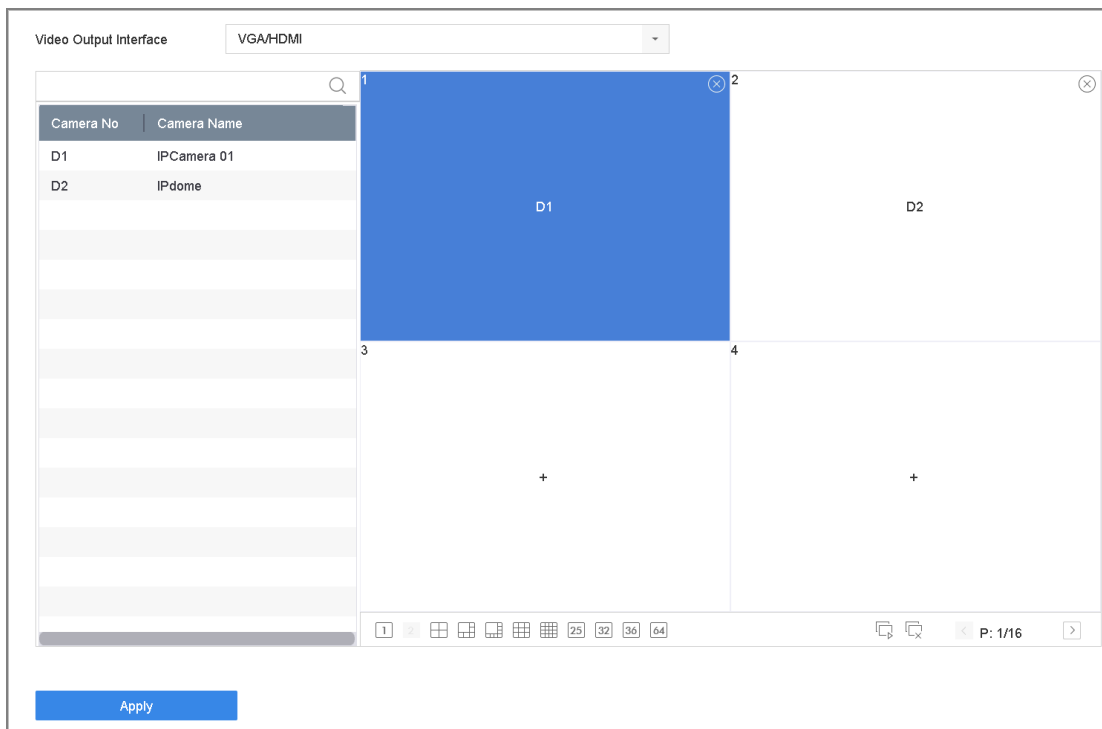 Video Output Interface VGA/HDMI
1 2
Camera No Camera Name
D1 IPCamera 01
D2 IPdome
D1 D2
3 4
+ +
1 2 25 32 36 64 P: 1/16
Apply